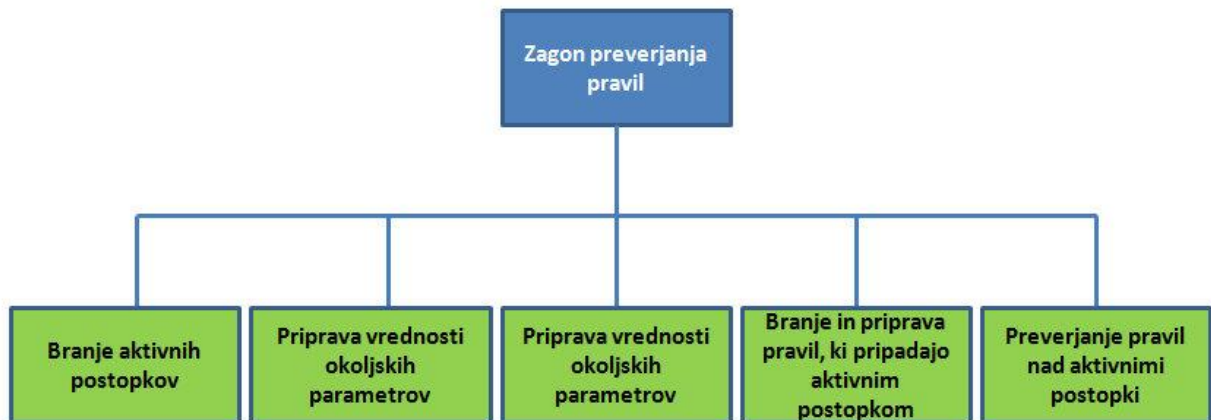 Zagon preverjanja
pravil
Branje aktivnih
postopkov
Priprava vrednosti
okoljskih
parametrov
Priprava vrednosti
okoljskih
parametrov
Branje in priprava
pravil, ki pripadajo
aktivnim
postopkom
Preverjanje pravil
nad aktivnimi
postopki